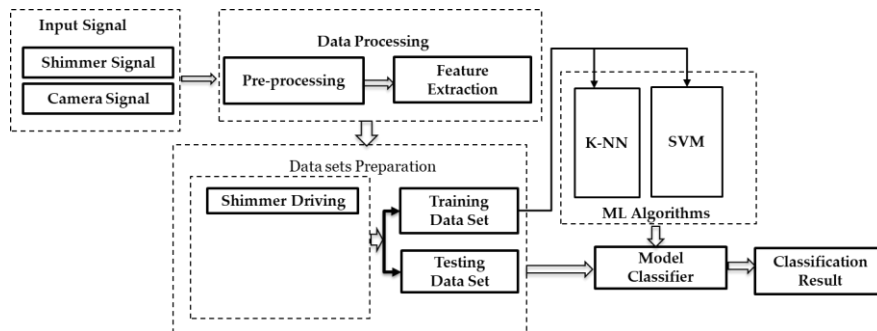 Input Signal
Shimmer Signal
Camera Signal
Data Processing
Pre-processing
Feature
Extraction
K-NN
SVM
ML Algorithms
Data sets Preparation
Shimmer Driving
Training
Data Set
Testing
Data Set
Model
Classifier
Classification
Result